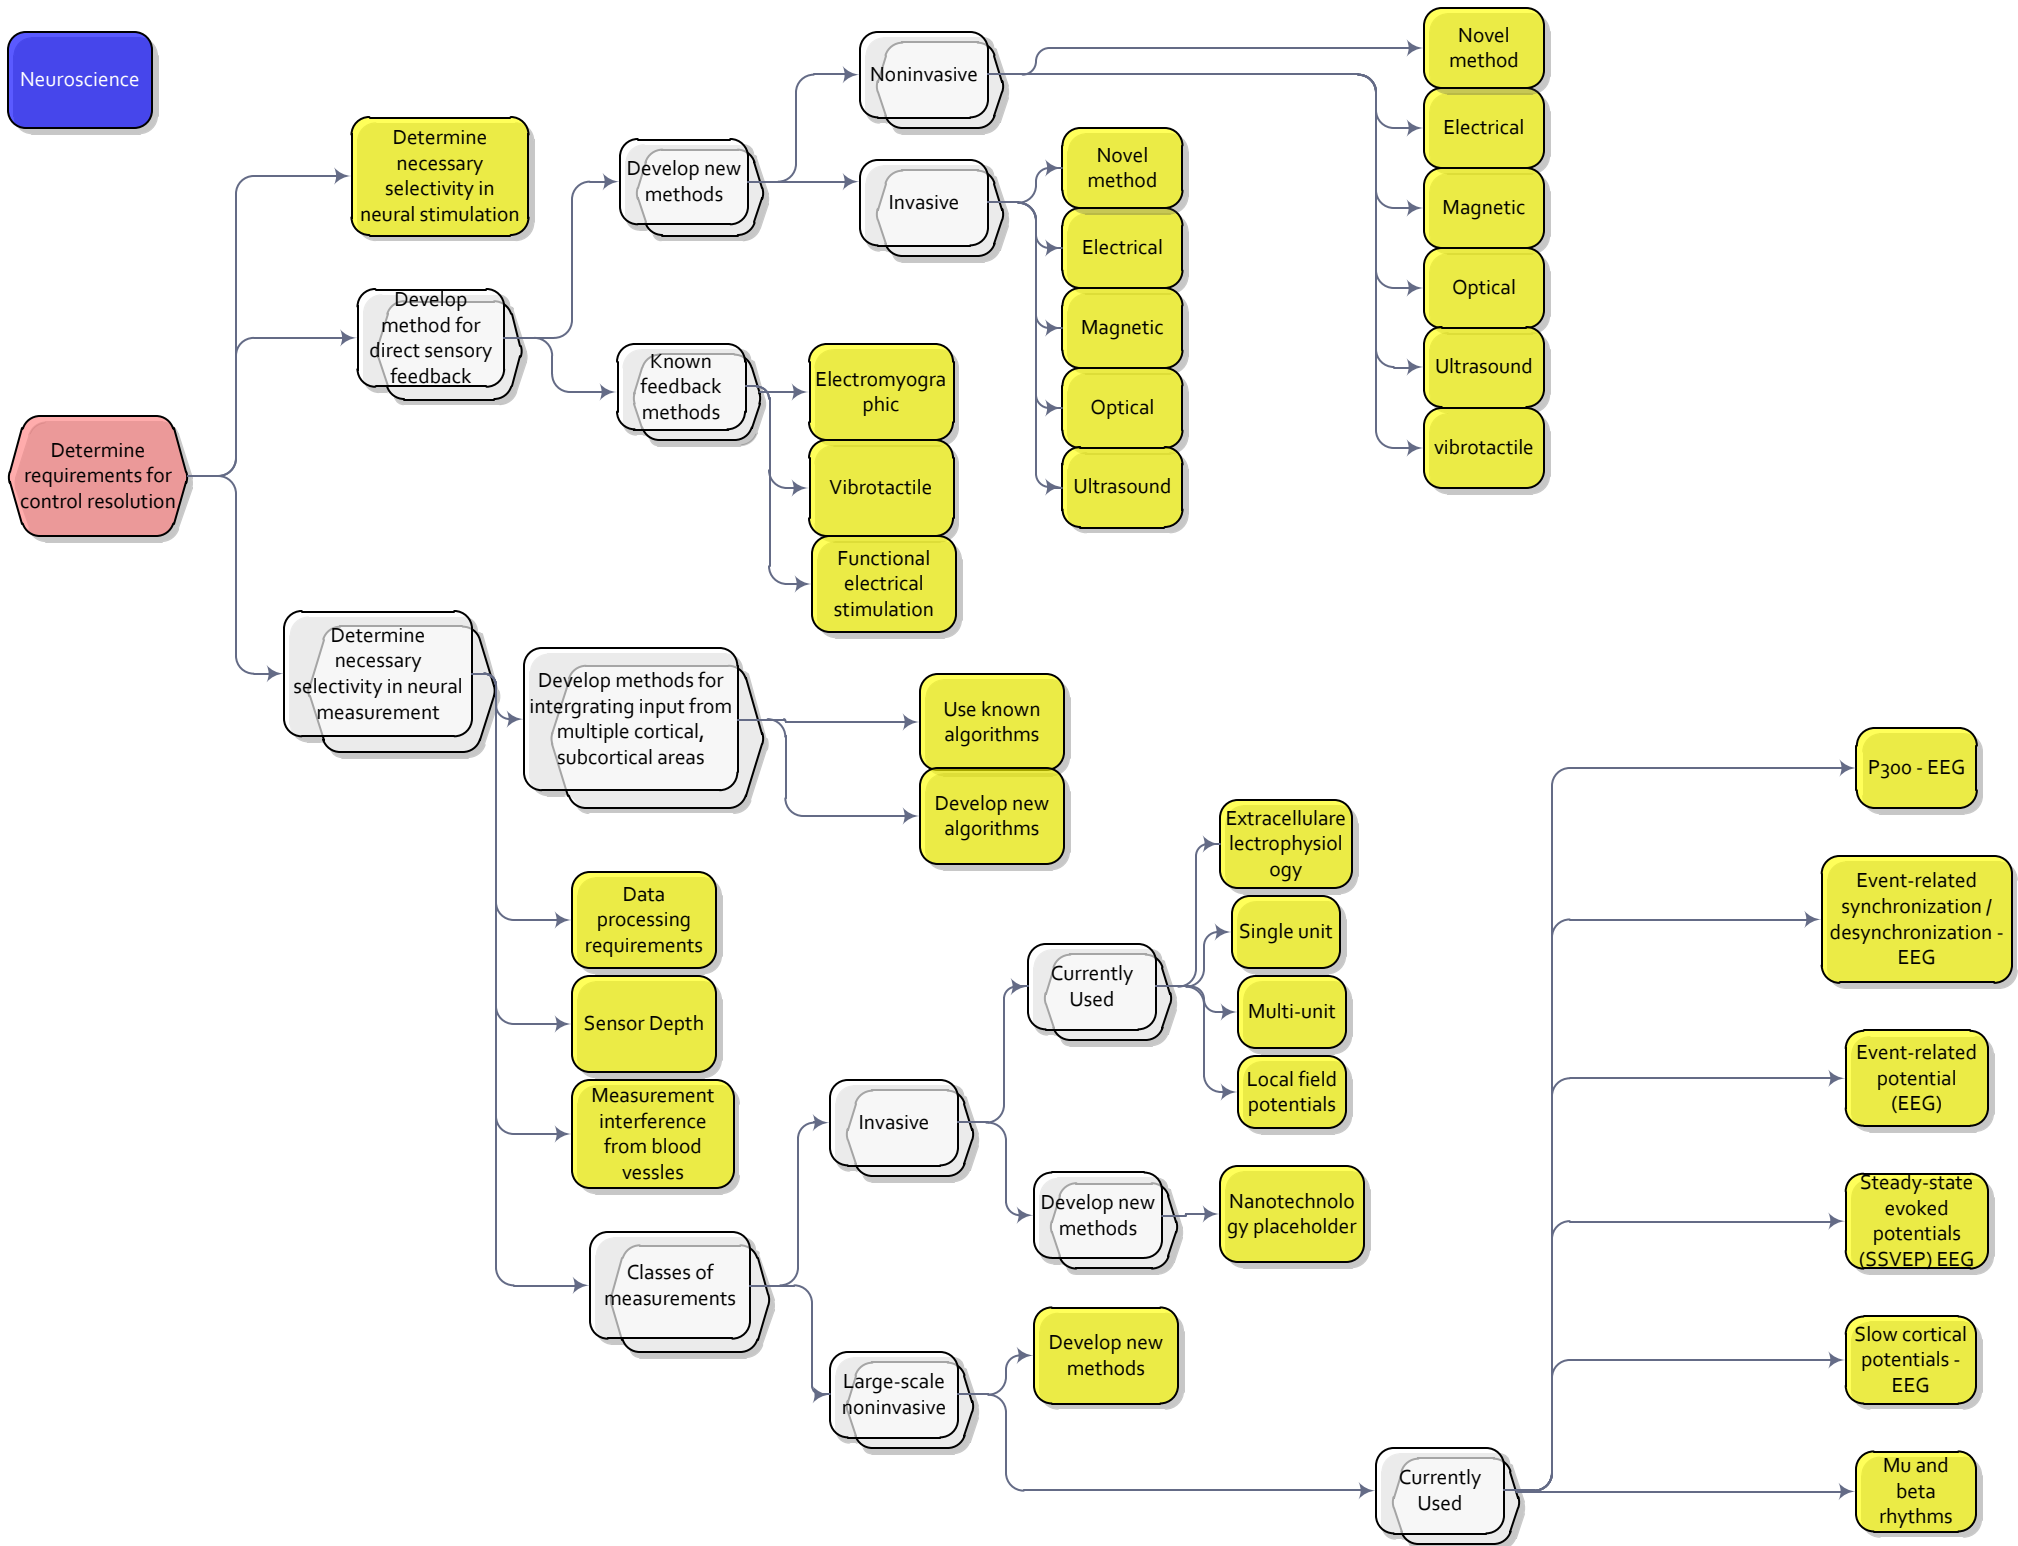 Neuroscience
Determine
requirements for
control resolution
Determine
necessary
selectivity in
neural stimulation
Develop
method for
direct sensory
feedback
Determine
necessary
selectivity in neural
measurement
Develop new
methods
Known
feedback
methods
Noninvasive
Invasive
Novel
method
Electrical
Magnetic
Optical
Ultrasound
vibrotactile
Novel
method
Electrical
Magnetic
Optical
Ultrasound
Electromyogra
phic
Vibrotactile
Functional
electrical
stimulation
Develop methods for
intergrating input from
multiple cortical,
subcortical areas
Use known
algorithms
Develop new
algorithms
Data
processing
requirements
Sensor Depth
Measurement
interference
from blood
vessles
Classes of
measurements
Invasive
Currently
Used
Extracellulare
lectrophysiol
ogy
Single unit
Multi-unit
Local field
potentials
Develop new
methods
Nanotechnolo
gy placeholder
Large-scale
noninvasive
Develop new
methods
Currently
Used
P300 - EEG
Event-related
synchronization /
desynchronization -
EEG
Event-related
potential
(EEG)
Steady-state
evoked
potentials
(SSVEP) EEG
Slow cortical
potentials -
EEG
Mu and
beta
rhythms